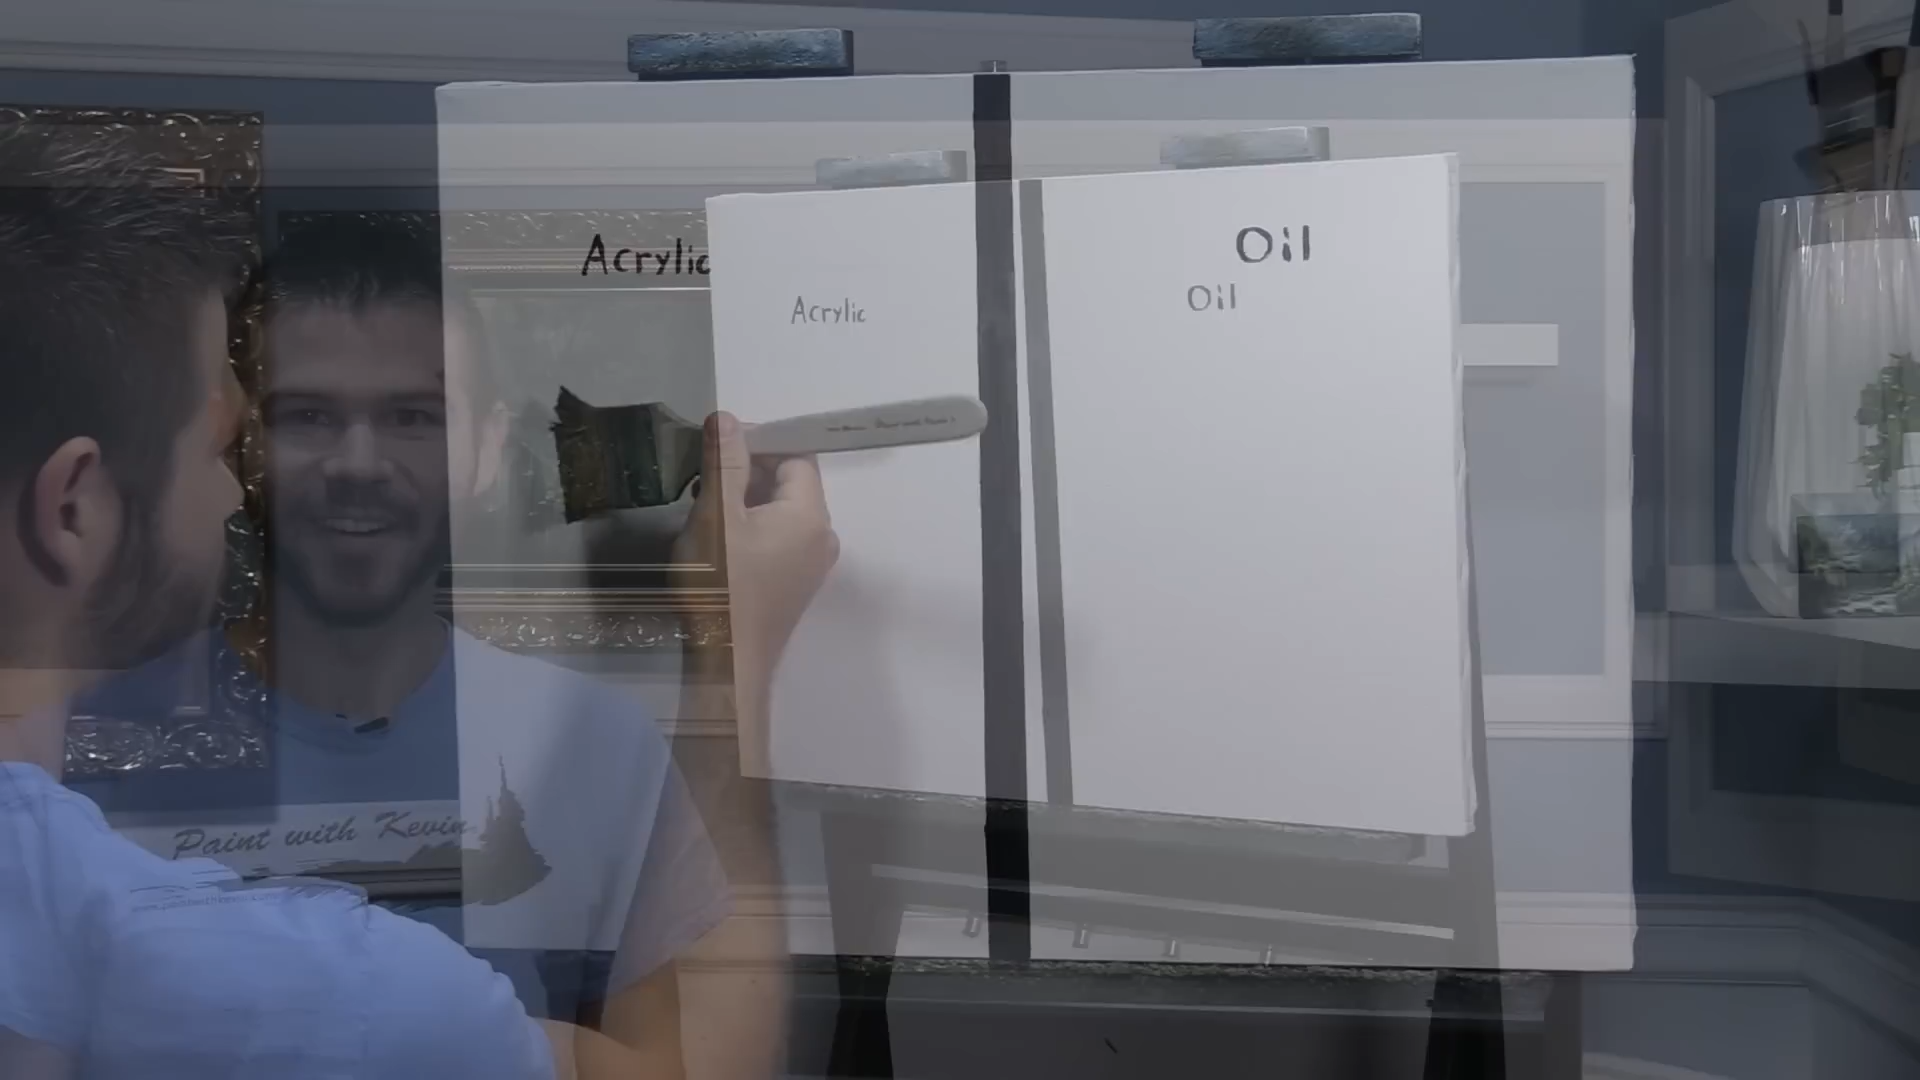 Acrylic
Oil
Acrylic
Oil
Paint with Kevin